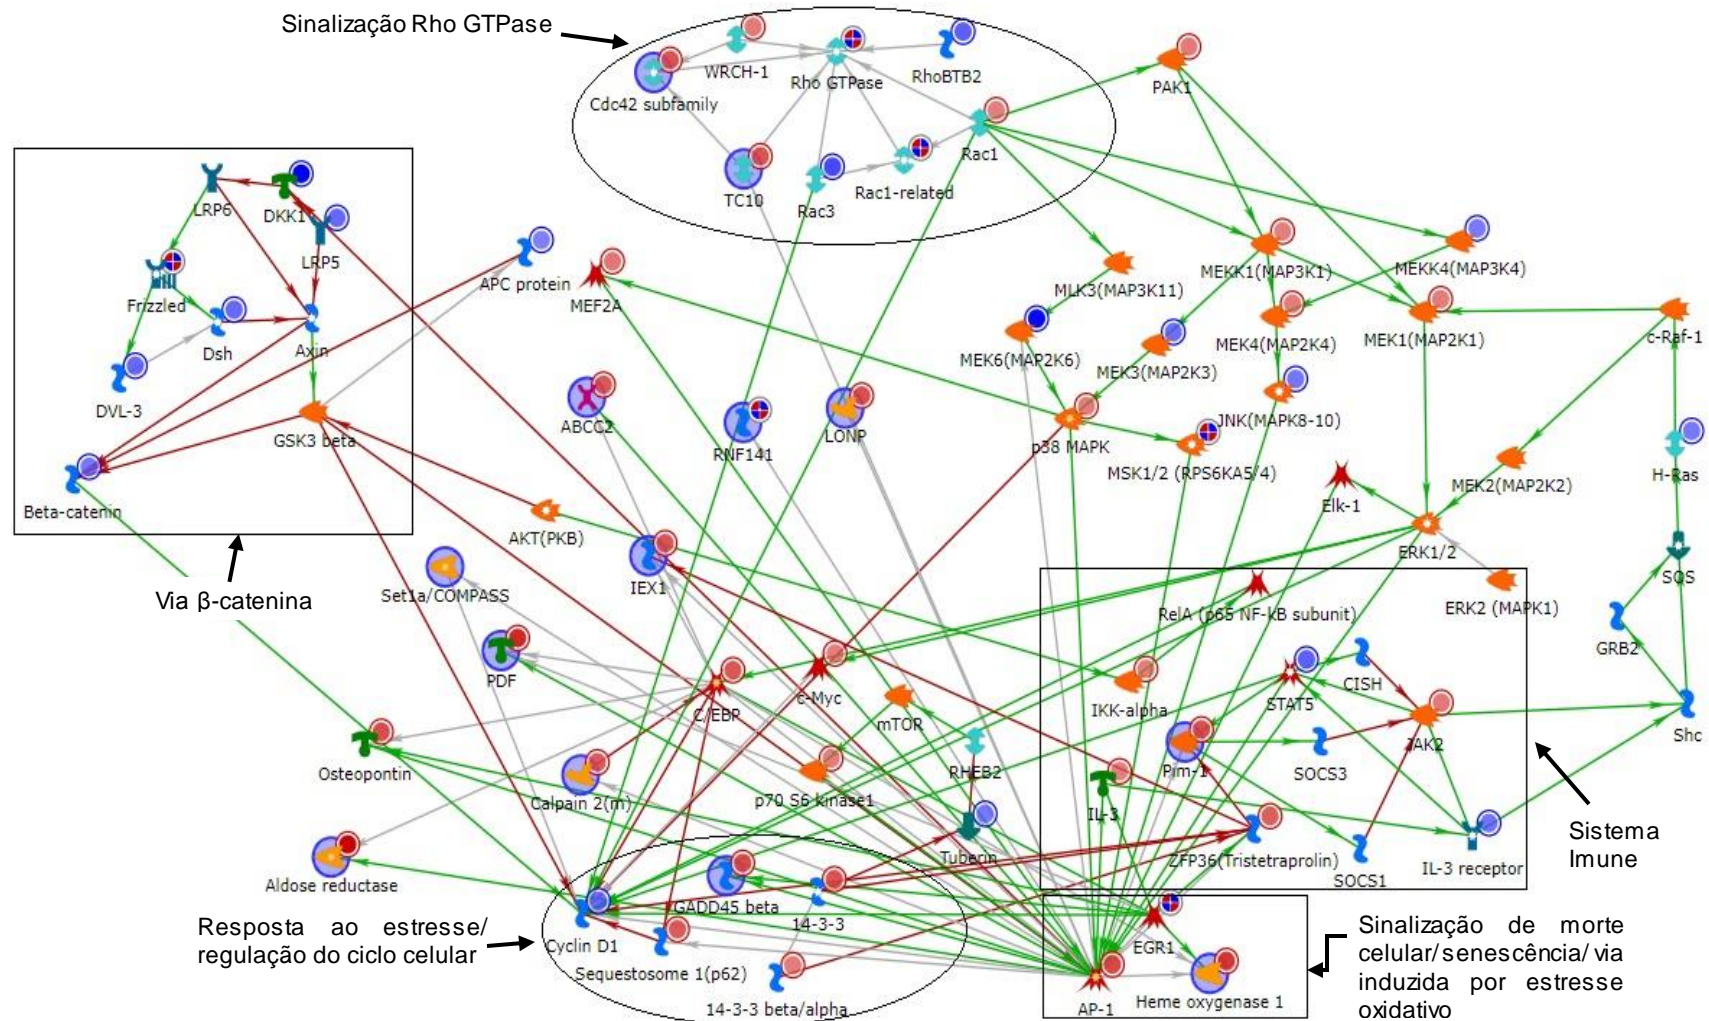 Sinalização Rho GTPase
WRCH-1
Rho GTPase
RhoBTB2
Cdc42 subfamily
PAK1
Rac1
TC10
Rac3
Rac1-related
LRP6
DKK1
LRP5
Frizzled
Dsh
Axin
DVL-3
GSK3 beta
Beta-catenin
APC protein
MEF2A
MLK3(MAP3K11)
MEKK1(MAP3K1)
MEKK4(MAP3K4)
MEK6(MAP2K6)
MEK3(MAP2K3)
MEK4(MAP2K4)
MEK1(MAP2K1)
c-Raf-1
ABCC2
RNF141
LONP
p38 MAPK
JNK(MAPK8-10)
MSK1/2 (RPS6KA5/4)
Elk-1
MEK2(MAP2K2)
H-Ras
AKT(PKB)
ERK1/2
Via β-catenina
Set1a/COMPASS
IEX1
RelA (p65 NF-kB subunit)
ERK2 (MAPK1)
SOS
GRB2
PDF
C/EBP
c-Myc
mTOR
IKK-alpha
STAT5
CISH
JAK2
Shc
Osteopontin
Calpain 2(m)
p70 S6 kinase1
RHEB2
Pim-1
SOCS3
IL-3
Tuberin
ZFP36(Tristetraprolin)
SOCS1
IL-3 receptor
Sistema
Imune
Aldose reductase
GADD45 beta
14-3-3
Resposta ao estresse/
regulação do ciclo celular
Cyclin D1
Sequestosome 1(p62)
14-3-3 beta/alpha
EGR1
AP-1
Heme oxygenase 1
Sinalização de morte
celular/senescência/via
induzida por estresse
oxidativo